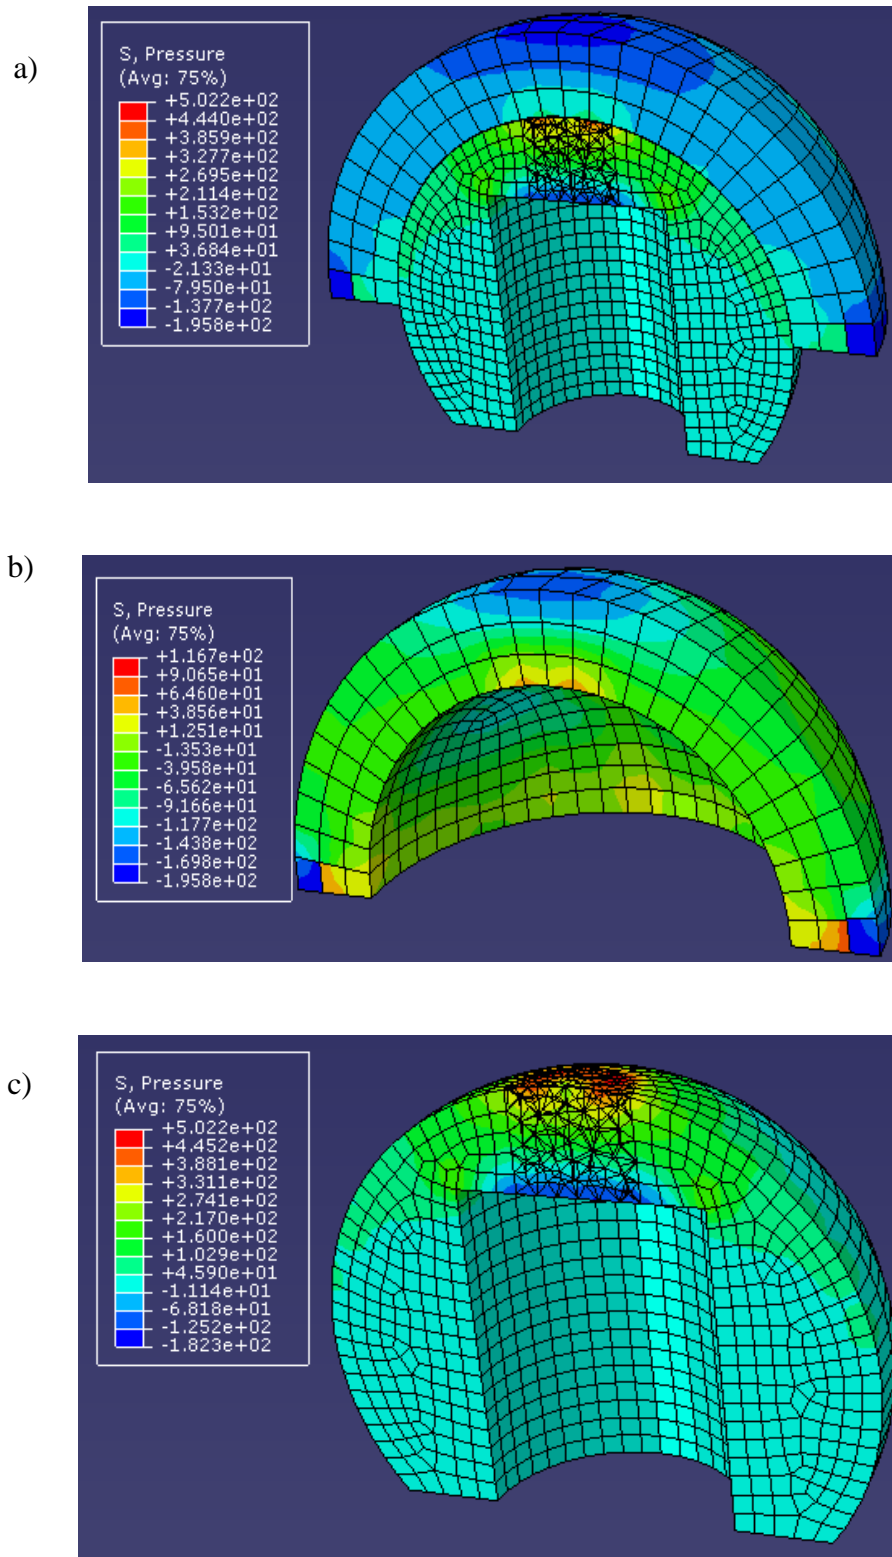 a)
S, Pressure
(Avg: 75%)
+5.022e+02
+4.440e+02
+3.859e+02
+3.277e+02
+2.695e+02
+2.114e+02
+1.532e+02
+9.501e+01
+3.684e+01
-2.133e+01
-7.950e+01
-1.377e+02
-1.958e+02
b)
S, Pressure
(Avg: 75%)
+1.167e+02
+9.065e+01
+6.460e+01
+3.856e+01
+1.251e+01
-1.353e+01
-3.958e+01
-6.562e+01
-9.166e+01
-1.177e+02
-1.438e+02
-1.698e+02
-1.958e+02
c)
S, Pressure
(Avg: 75%)
+5.022e+02
+4.452e+02
+3.881e+02
+3.311e+02
+2.741e+02
+2.170e+02
+1.600e+02
+1.029e+02
+4.590e+01
-1.114e+01
-6.818e+01
-1.252e+02
-1.823e+02